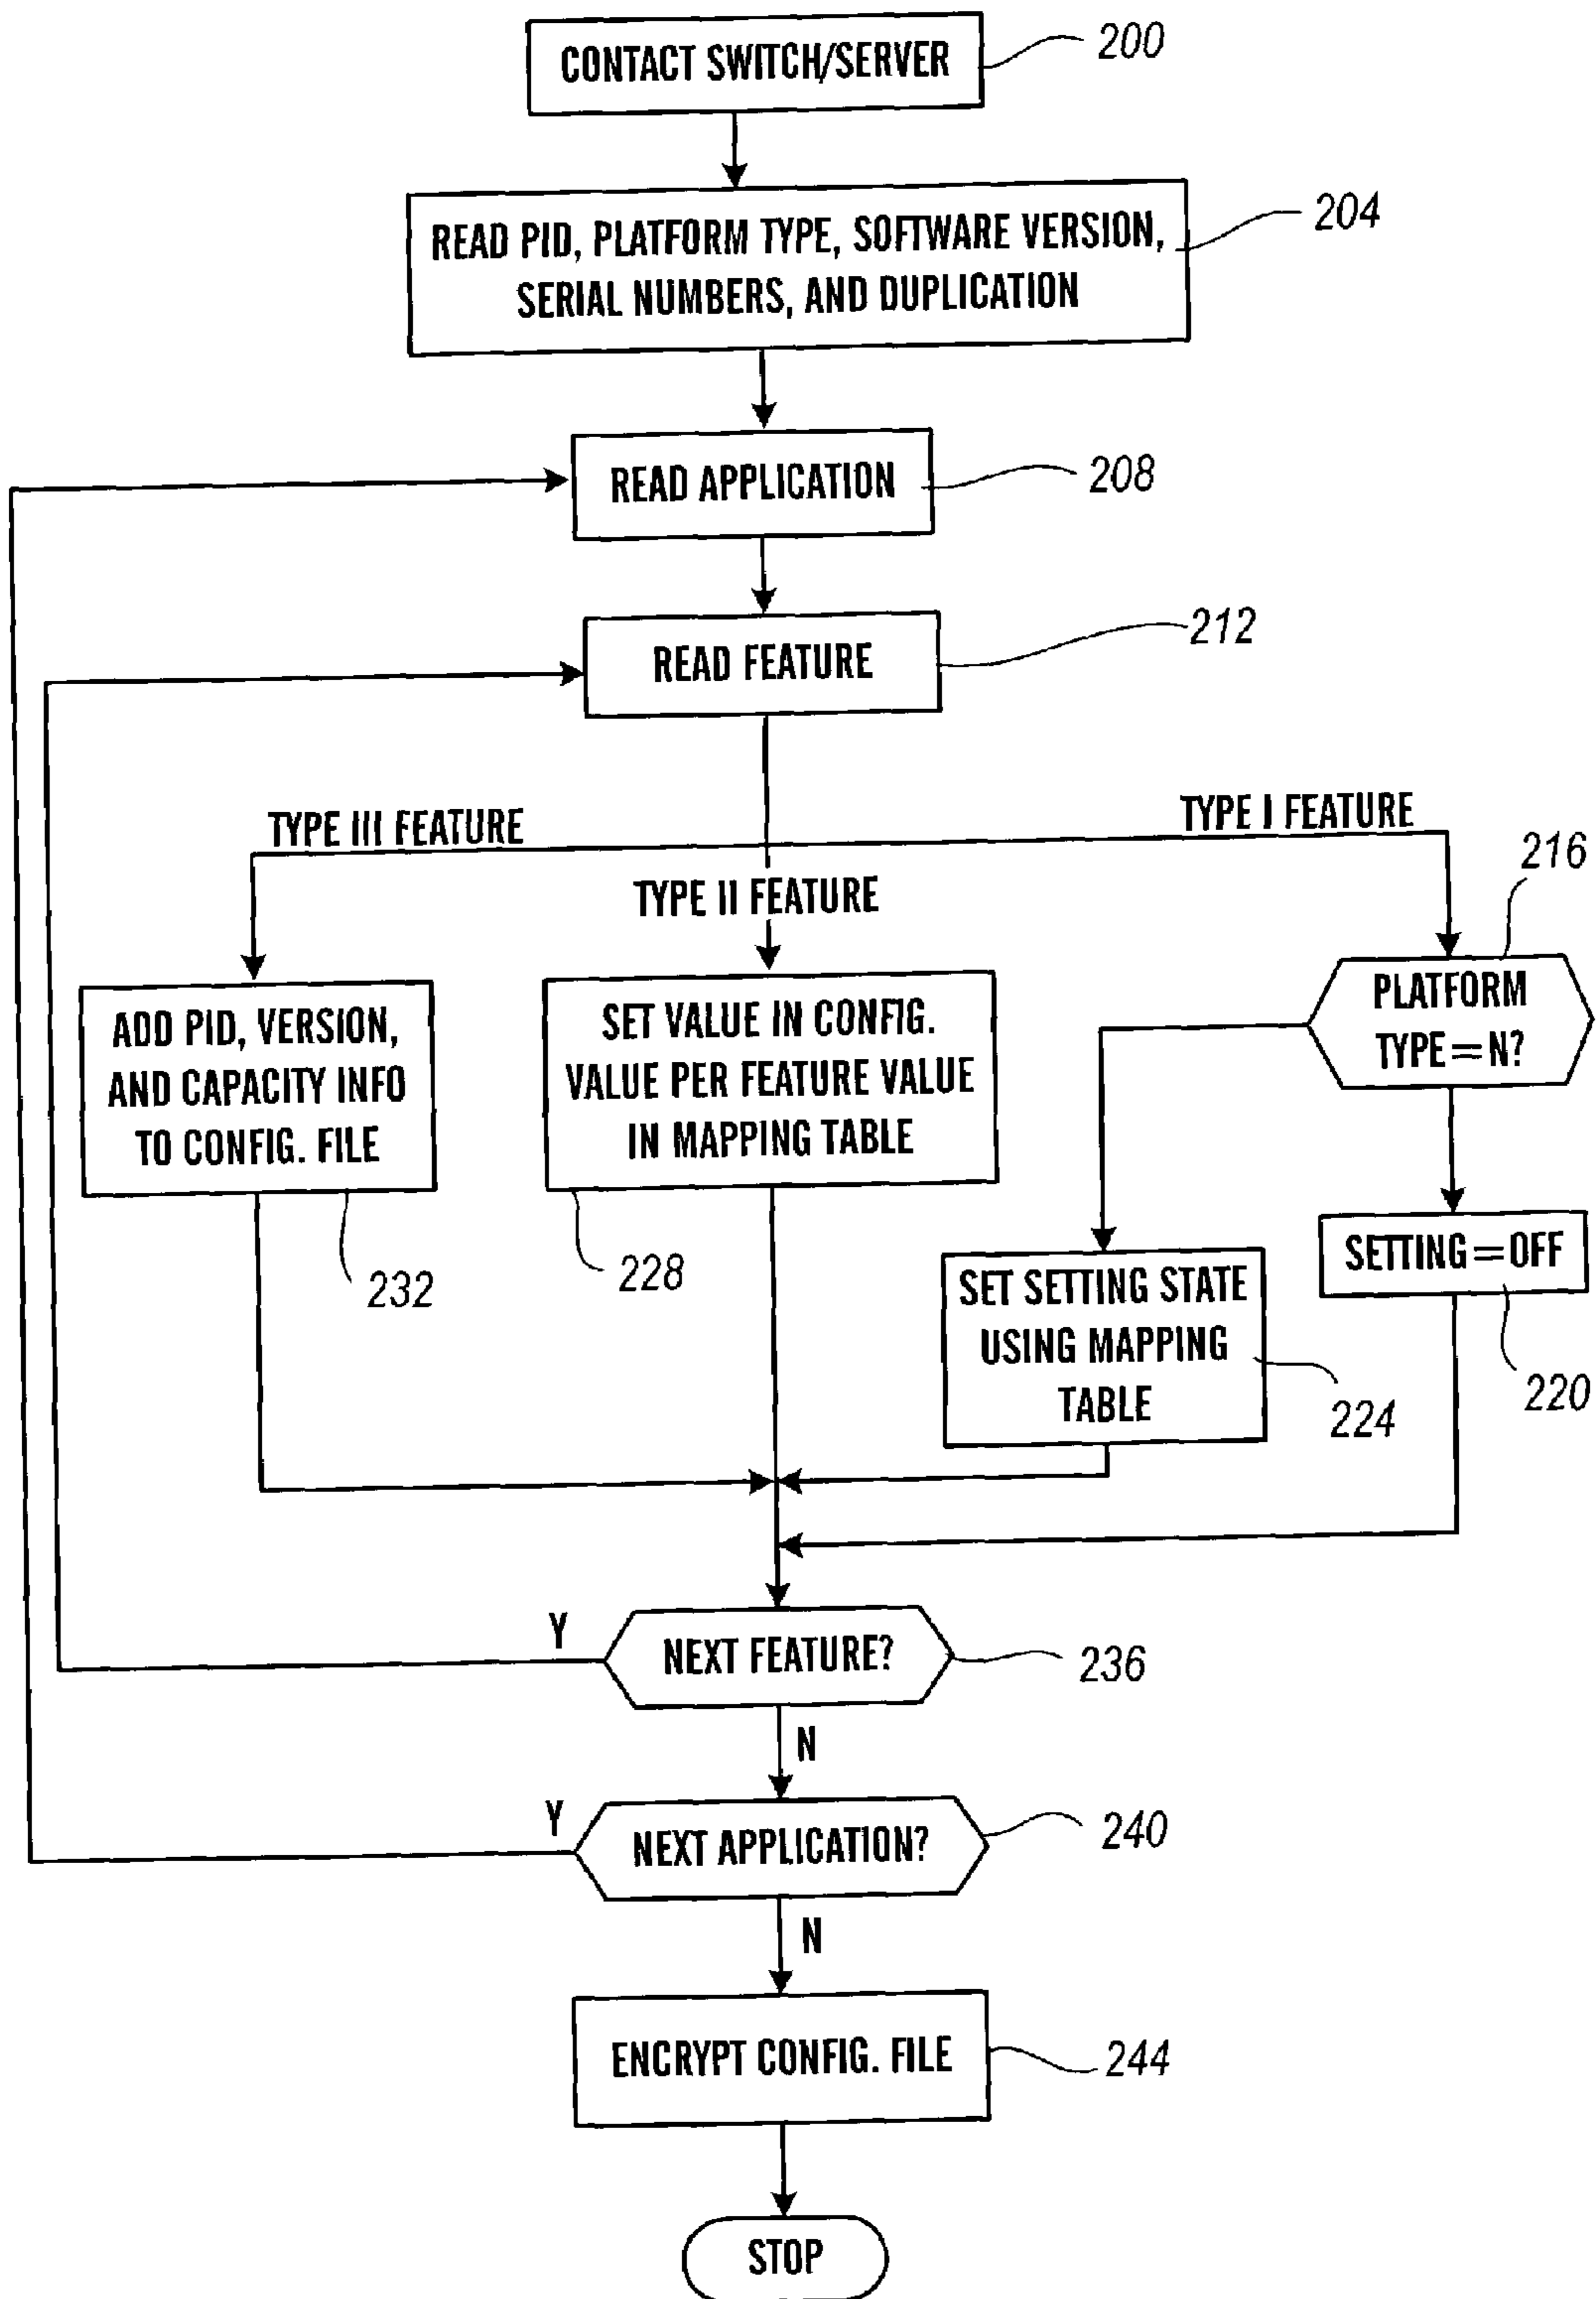 CONTACT SWITCH/SERVER
200
READ PID, PLATFORM TYPE, SOFTWARE VERSION,
SERIAL NUMBERS, AND DUPLICATION
204
READ APPLICATION
208
READ FEATURE
212
TYPE III FEATURE
TYPE II FEATURE
TYPE I FEATURE
216
ADD PID, VERSION,
AND CAPACITY INFO
TO CONFIG. FILE
232
SET VALUE IN CONFIG.
VALUE PER FEATURE VALUE
IN MAPPING TABLE
228
PLATFORM
TYPE=N?
SET SETTING STATE
USING MAPPING
TABLE
224
SETTING=OFF
220
Y
NEXT FEATURE?
236
N
Y
NEXT APPLICATION?
240
N
ENCRYPT CONFIG. FILE
244
STOP